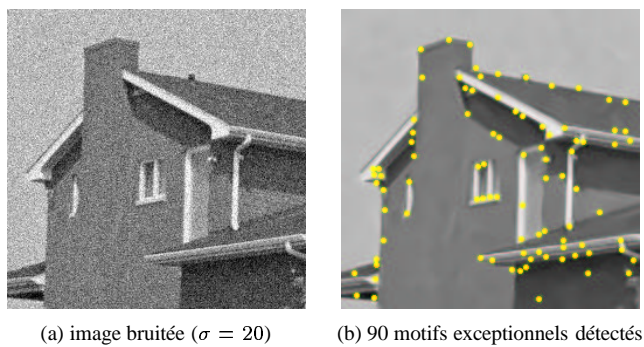 (a) image bruitée (σ = 20)
(b) 90 motifs exceptionnels détectés